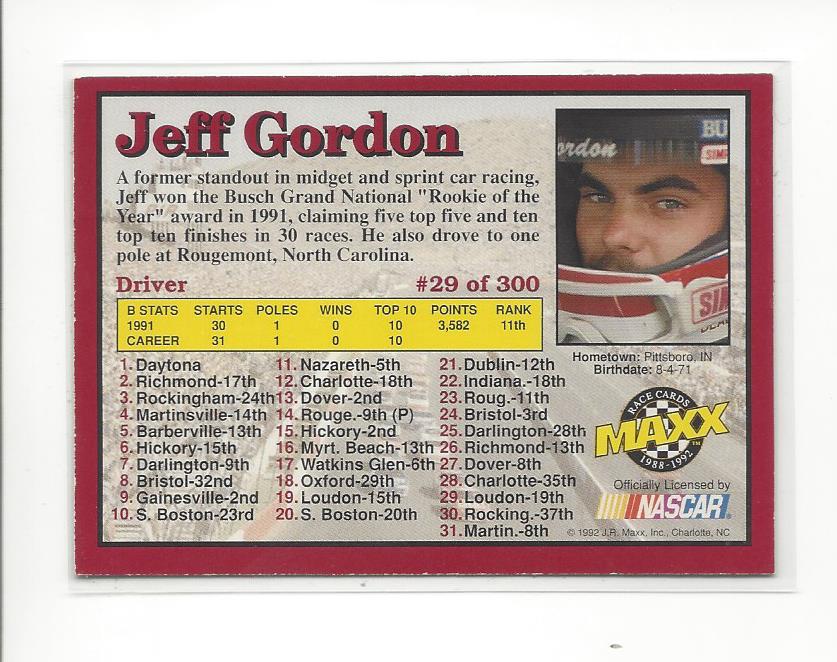 Jeff Gordon
A former standout in midget and sprint car racing,
Jeff won the Busch Grand National "Rookie of the
Year" award in 1991, claiming five top five and ten
top ten finishes in 30 races. He also drove to one
pole at Rougemont, North Carolina.
Driver #29 of 300
B STATS STARTS POLES WINS TOP 10 POINTS RANK
1991 30 1 0 10 3,582 11th
CAREER 31 1 0 10
1. Daytona
2. Richmond-17th
3. Rockingham-24th
4. Martinsville-14th
5. Barberville-13th
6. Hickory-15th
7. Darlington-9th
8. Bristol-32nd
9. Gainesville-2nd
10. S. Boston-23rd
11. Nazareth-5th
12. Charlotte-18th
13. Dover-2nd
14. Rouge.-9th (P)
15. Hickory-2nd
16. Myrt. Beach-13th
17. Watkins Glen-6th
18. Oxford-29th
19. Loudon-15th
20. S. Boston-20th
21. Dublin-12th
22. Indiana.-18th
23. Roug.-11th
24. Bristol-3rd
25. Darlington-28th
26. Richmond-13th
27. Dover-8th
28. Charlotte-35th
29. Loudon-19th
30. Rocking.-37th
31. Martin.-8th
ordon
BU
SIM
SIM
Hometown: Pittsboro, IN
Birthdate: 8-4-71
RACE CARDS
MAXX™
1988-1992
Officially Licensed by
NASCAR.
© 1992 J.R. Maxx, Inc., Charlotte, NC